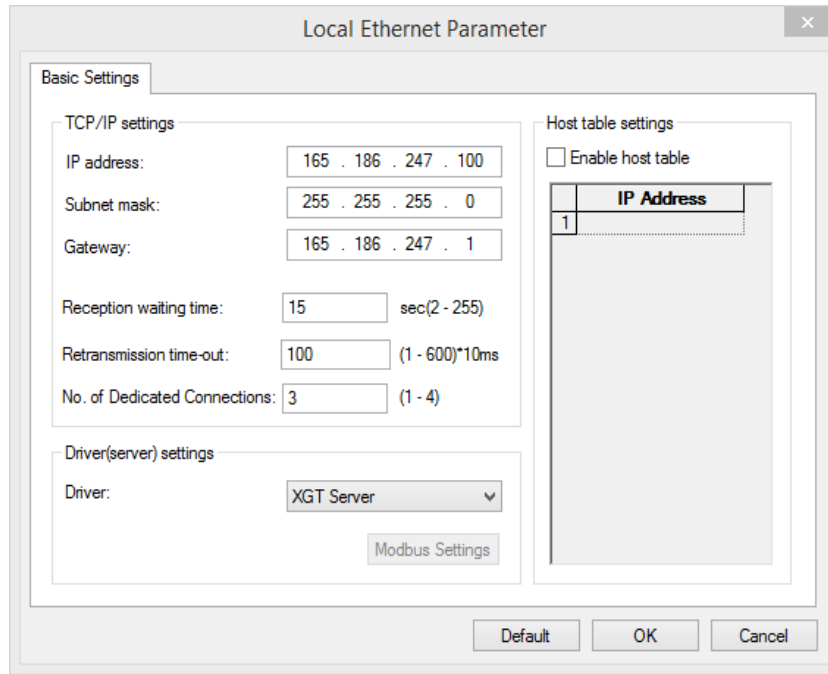 Local Ethernet Parameter
×
Basic Settings
TCP/IP settings
IP address: 165 . 186 . 247 . 100
Subnet mask: 255 . 255 . 255 . 0
Gateway: 165 . 186 . 247 . 1
Reception waiting time: 15 sec(2 - 255)
Retransmission time-out: 100 (1 - 600)*10ms
No. of Dedicated Connections: 3 (1 - 4)
Driver(server) settings
Driver: XGT Server
Modbus Settings
Host table settings
Enable host table
IP Address
1
Default OK Cancel